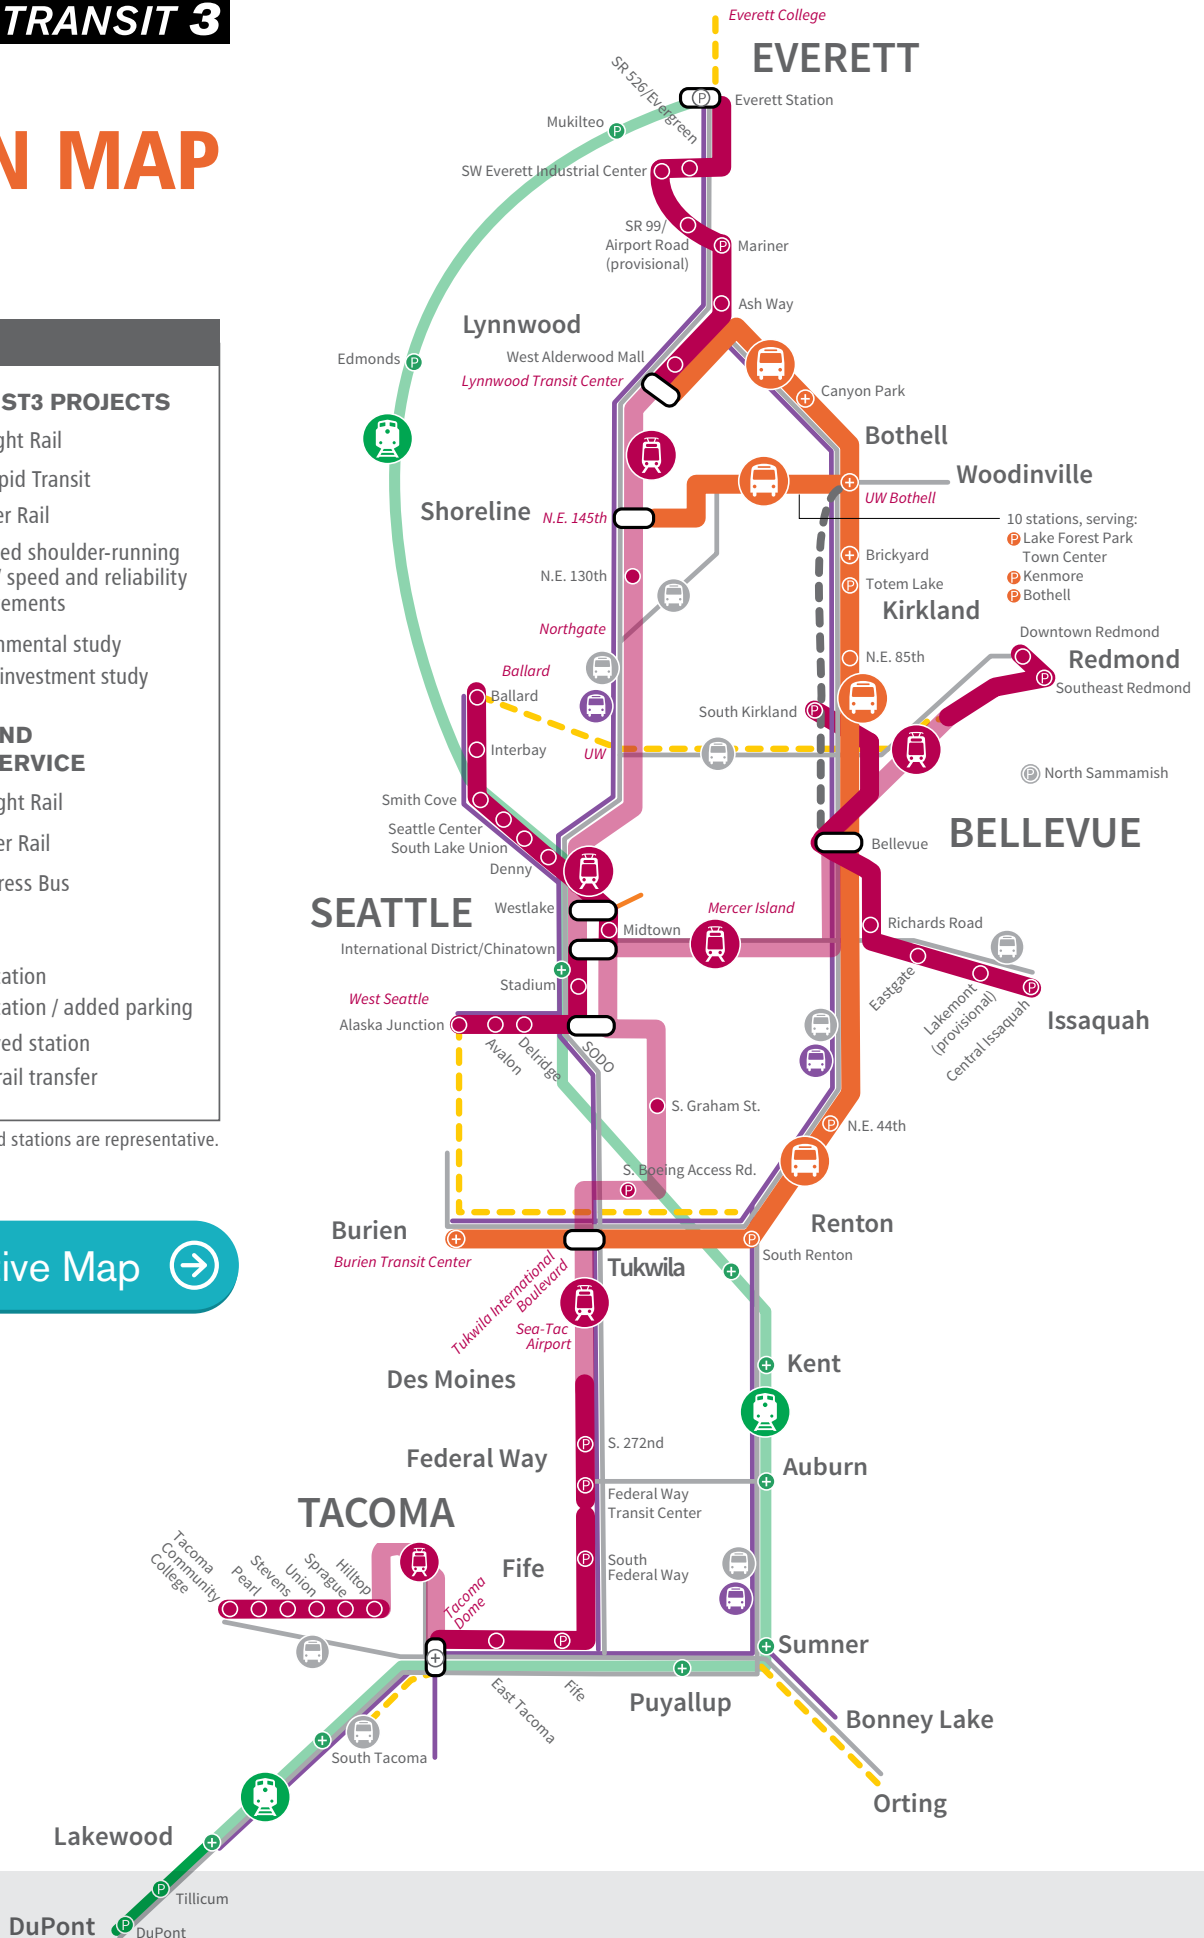 TRANSIT 3
N MAP
ST3 PROJECTS
ght Rail
pid Transit
er Rail
ed shoulder-running
/ speed and reliability
ements
nmental study
investment study
ND
ERVICE
ght Rail
er Rail
ress Bus
tation
tation / added parking
red station
rail transfer
d stations are representative.
ive Map
Everett College
EVERETT
SR 526/Evergreen
P
Everett Station
Mukilteo
P
SW Everett Industrial Center
SR 99/
Airport Road
(provisional)
P
Mariner
Ash Way
Lynnwood
West Alderwood Mall
Lynnwood Transit Center
Edmonds
P
Canyon Park
Bothell
Woodinville
UW Bothell
Shoreline
N.E. 145th
10 stations, serving:
P Lake Forest Park
Town Center
P Kenmore
P Bothell
Brickyard
N.E. 130th
P
Totem Lake
Kirkland
Northgate
Downtown Redmond
Redmond
N.E. 85th
Ballard
Ballard
P
Southeast Redmond
South Kirkland
P
Interbay
UW
P
North Sammamish
Smith Cove
Seattle Center
South Lake Union
Denny
Bellevue
BELLEVUE
SEATTLE
Westlake
Mercer Island
Midtown
Richards Road
International District/Chinatown
Stadium
Eastgate
Lakemont
(provisional)
Central Issaquah
P
Issaquah
West Seattle
Alaska Junction
Avalon
Delridge
SODO
S. Graham St.
P
N.E. 44th
S. Boeing Access Rd.
P
Burien
Renton
Burien Transit Center
P
South Renton
Tukwila International
Boulevard
Tukwila
Sea-Tac
Airport
Kent
Des Moines
P
S. 272nd
Federal Way
Auburn
P
Federal Way
Transit Center
TACOMA
Tacoma
Community
College
Pearl
Stevens
Union
Sprague
Hilltop
Fife
P
South
Federal Way
Tacoma
Dome
P
Sumner
East Tacoma
Fife
Puyallup
Bonney Lake
South Tacoma
Orting
Lakewood
P
Tillicum
DuPont
P
DuPont